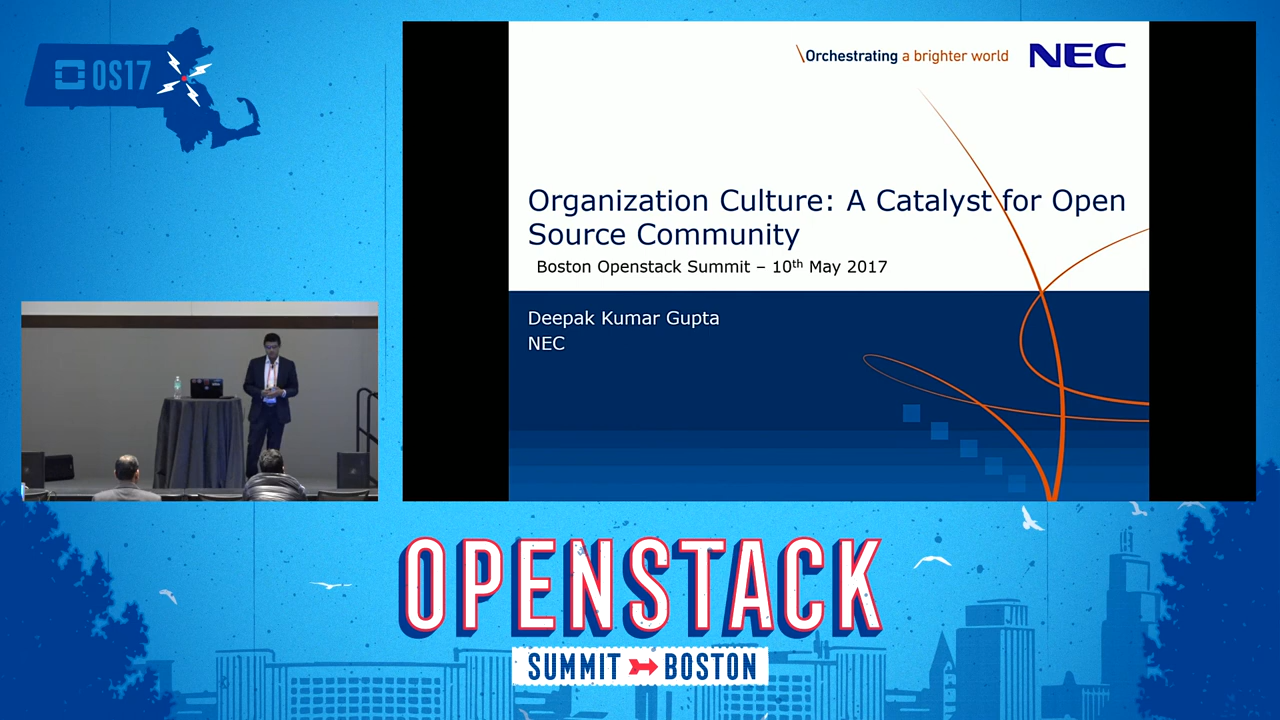 OS17
\Orchestrating a brighter world NEC
Organization Culture: A Catalyst for Open
Source Community
Boston Openstack Summit – 10th May 2017
Deepak Kumar Gupta
NEC
OPENSTACK
SUMMIT BOSTON